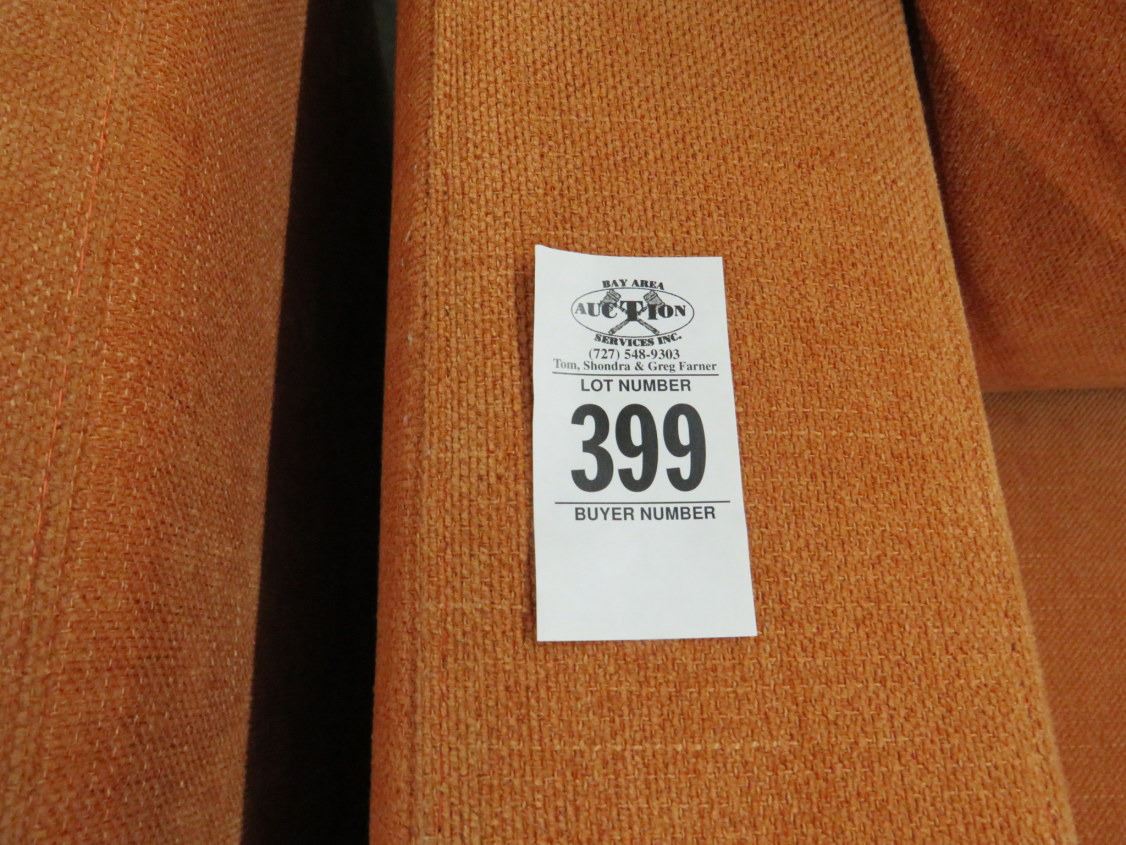 BAY AREA
AUCTION
SERVICES INC.
(727) 548-9303
Tom, Shondra & Greg Farner
LOT NUMBER
399
BUYER NUMBER